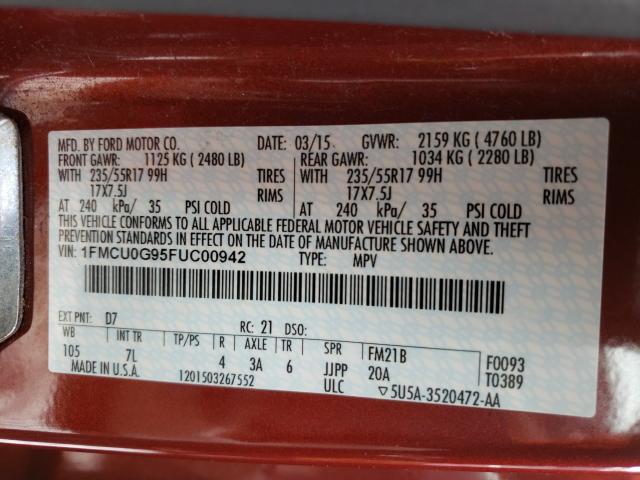 MFD. BY FORD MOTOR CO. DATE: 03/15 GVWR: 2159 KG ( 4760 LB)
FRONT GAWR: 1125 KG ( 2480 LB) REAR GAWR: 1034 KG ( 2280 LB)
WITH 235/55R17 99H TIRES WITH 235/55R17 99H TIRES
17X7.5J RIMS 17X7.5J RIMS
AT 240 kPa/ 35 PSI COLD AT 240 kPa/ 35 PSI COLD
THIS VEHICLE CONFORMS TO ALL APPLICABLE FEDERAL MOTOR VEHICLE SAFETY AND THEFT
PREVENTION STANDARDS IN EFFECT ON THE DATE OF MANUFACTURE SHOWN ABOVE.
VIN: 1FMCU0G95FUC00942 TYPE: MPV
EXT PNT: D7 RC: 21 DSO:
WB INT TR TP/PS R AXLE TR SPR FM21B F0093
105 7L 4 3A 6 JJPP 20A T0389
MADE IN U.S.A. 1201503267552 ULC ▽5U5A-3520472-AA